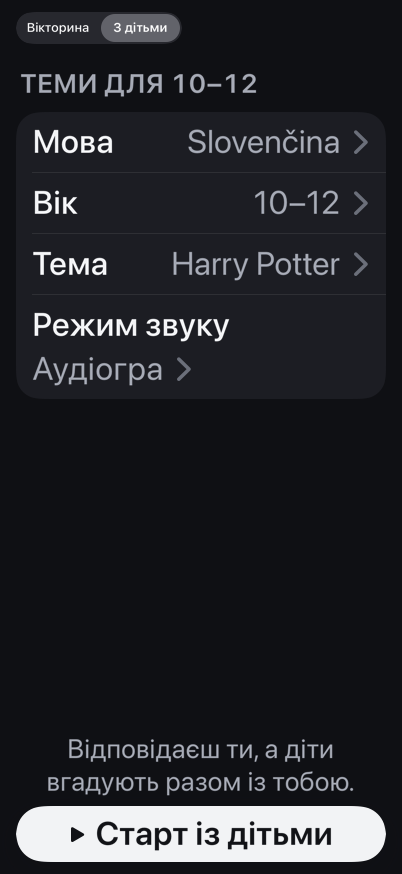 Вікторина З дітьми
ТЕМИ ДЛЯ 10–12
Мова Slovenčina
Вік 10–12
Тема Harry Potter
Режим звуку
Аудіогра
Відповідаєш ти, а діти
вгадують разом із тобою.
Старт із дітьми